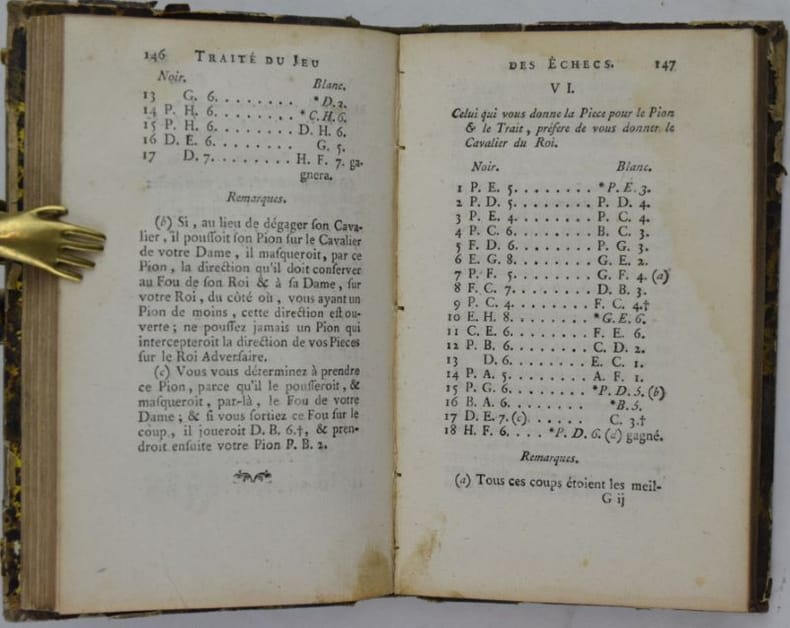 146 TRAITÉ DU JEU
Noir. Blanc.
13 G. 6. . . . . . . . *D. 2.
14 P. H. 6. . . . . . . *C. H. 6.
15 P. H. 6. . . . . . . D. H. 6.
16 D. E. 6. . . . . . . G. 5.
17 D. 7. . . . . . . . H. F. 7. ga-
gnera.
Remarques.
(b) Si, au lieu de dégager ſon Cava-
lier, il pouſſoit ſon Pion ſur le Cavalier
de votre Dame, il maſqueroit, par ce
Pion, la direction qu'il doit conſerver
au Fou de ſon Roi & à ſa Dame, ſur
votre Roi, du côté où, vous ayant un
Pion de moins, cette direction eſt ou-
verte; ne pouſſez jamais un Pion qui
intercepteroit la direction de vos Pieces
ſur le Roi Adverſaire.
(c) Vous vous déterminez à prendre
ce Pion, parce qu'il le pouſſeroit, &
maſqueroit, par-là, le Fou de votre
Dame; & ſi vous ſortiez ce Fou ſur le
coup, il joueroit D. B. 6.†, & pren-
droit enſuite votre Pion P. B. 2.
DES ÉCHECS. 147
VI.
Celui qui vous donne la Piece pour le Pion
& le Trait, préfere de vous donner le
Cavalier du Roi.
Noir. Blanc.
1 P. E. 5. . . . . . . . *P. E. 3.
2 P. D. 5. . . . . . . . P. D. 4.
3 P. E. 4. . . . . . . . P. C. 4.
4 P. C. 6. . . . . . . . B. C. 3.
5 F. D. 6. . . . . . . . P. G. 3.
6 E. G. 8. . . . . . . . G. E. 2.
7 P. F. 5. . . . . . . . G. F. 4. (a)
8 F. C. 7. . . . . . . . D. B. 3.
9 P. C. 4. . . . . . . . F. C. 4.†
10 E. H. 8. . . . . . . . *G. E. 6.
11 C. E. 6. . . . . . . . F. E. 6.
12 P. B. 6. . . . . . . . C. D. 2.
13 D. 6. . . . . . . . E. C. 1.
14 P. A. 5. . . . . . . . A. F. 1.
15 P. G. 6. . . . . . . . *P. D. 5. (b)
16 B. A. 6. . . . . . . . *B. 5.
17 D. E. 7. (c). . . . . . C. 3.†
18 H. F. 6. . . . *P. D. 6. (d) gagné.
Remarques.
(a) Tous ces coups étoient les meil-
G ij